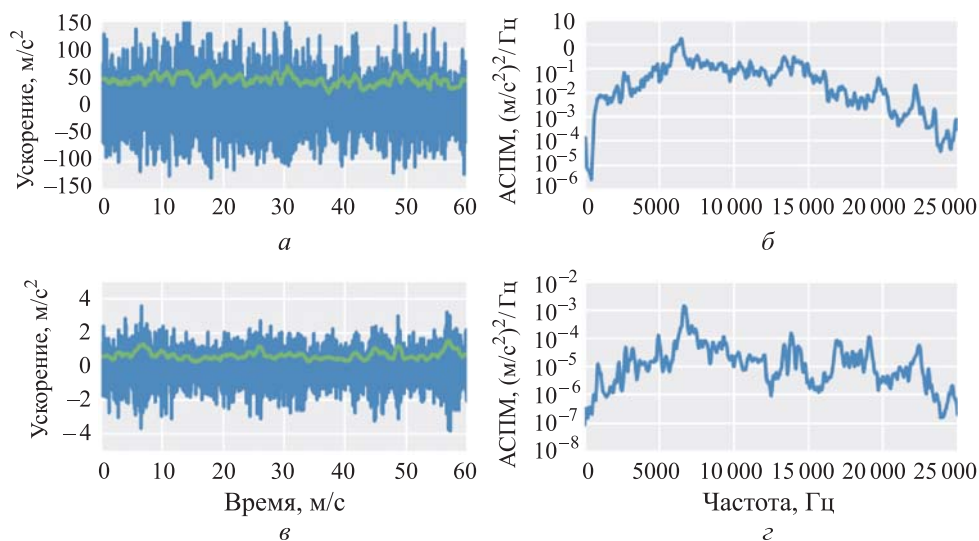 Ускорение, м/с²
150
100
50
0
−50
−100
−150
0 10 20 30 40 50 60
а
АСПМ, (м/с²)²/Гц
10
0
10⁻¹
10⁻²
10⁻³
10⁻⁴
10⁻⁵
10⁻⁶
0 5000 10 000 15 000 20 000 25 000
б
Ускорение, м/с²
4
2
0
−2
−4
0 10 20 30 40 50 60
Время, м/с
в
АСПМ, (м/с²)²/Гц
10⁻²
10⁻³
10⁻⁴
10⁻⁵
10⁻⁶
10⁻⁷
10⁻⁸
0 5000 10 000 15 000 20 000 25 000
Частота, Гц
г